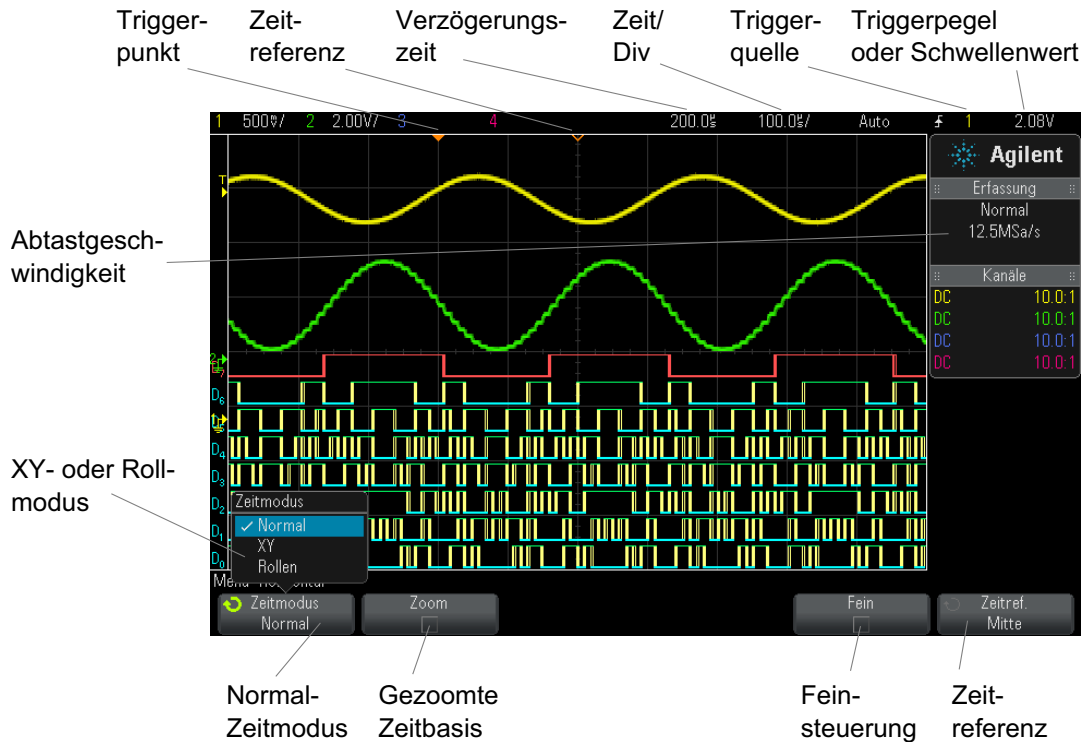 Trigger-
punkt
Zeit-
referenz
Verzögerungs-
zeit
Zeit/
Div
Trigger-
quelle
Triggerpegel
oder Schwellenwert
1 500▿/ 2 2.00V/ 3 4 200.0µs 100.0µs/ Auto 1 2.08V
T
Agilent
Erfassung
Normal
12.5MSa/s
Kanäle
DC 10.0:1
DC 10.0:1
DC 10.0:1
DC 10.0:1
Abtastgesch-
windigkeit
D6
D4
D3
D2
D1
D0
XY- oder Roll-
modus
Zeitmodus
✓ Normal
XY
Rollen
Zeitmodus
Normal
Zoom
Fein
Zeitref.
Mitte
Normal-
Zeitmodus
Gezoomte
Zeitbasis
Fein-
steuerung
Zeit-
referenz